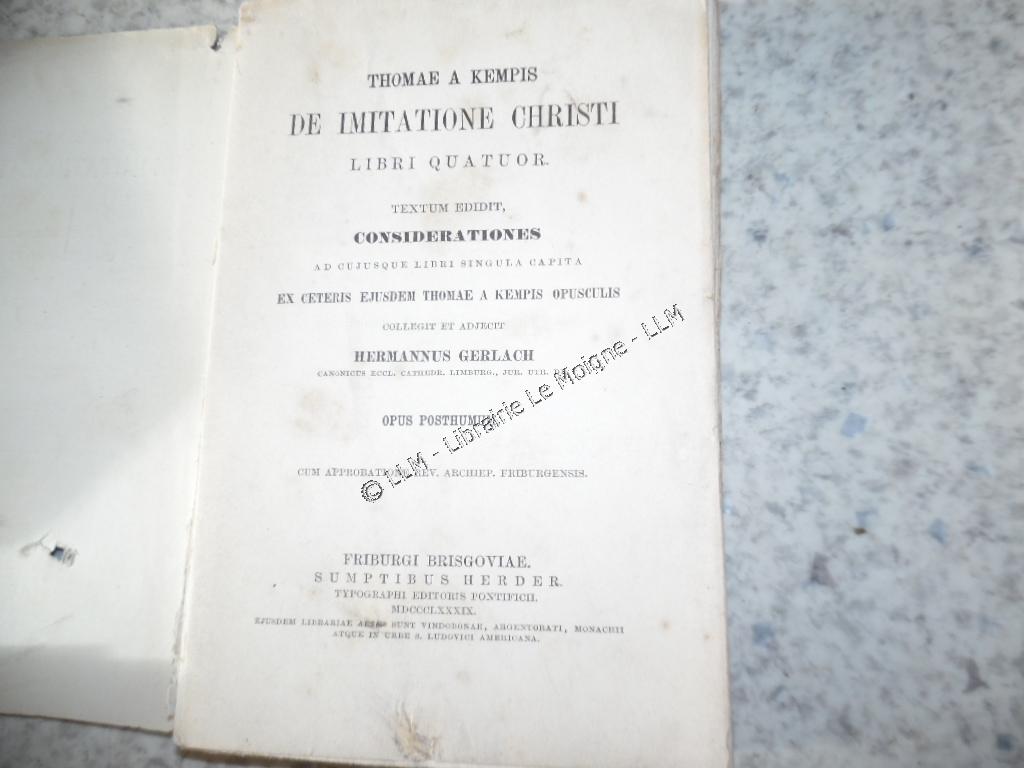 THOMAE A KEMPIS
DE IMITATIONE CHRISTI
LIBRI QUATUOR.
TEXTUM EDIDIT,
CONSIDERATIONES
AD CUJUSQUE LIBRI SINGULA CAPITA
EX CETERIS EJUSDEM THOMAE A KEMPIS OPUSCULIS
COLLEGIT ET ADJECIT
HERMANNUS GERLACH
CANONICUS ECCL. CATHEDR. LIMBURG., JUR. UTR.
OPUS POSTHUMUM.
CUM APPROBATIONE REV. ARCHIEP. FRIBURGENSIS.
FRIBURGI BRISGOVIAE.
SUMPTIBUS HERDER.
TYPOGRAPHI EDITORIS PONTIFICII.
MDCCCLXXXIX.
EJUSDEM LIBRARIAE SUNT VINDOBONAE, ARGENTORATI, MONACHII
ATQUE IN URBE S. LUDOVICI AMERICANA.
© LLM - Librairie Le Moigne - LLM